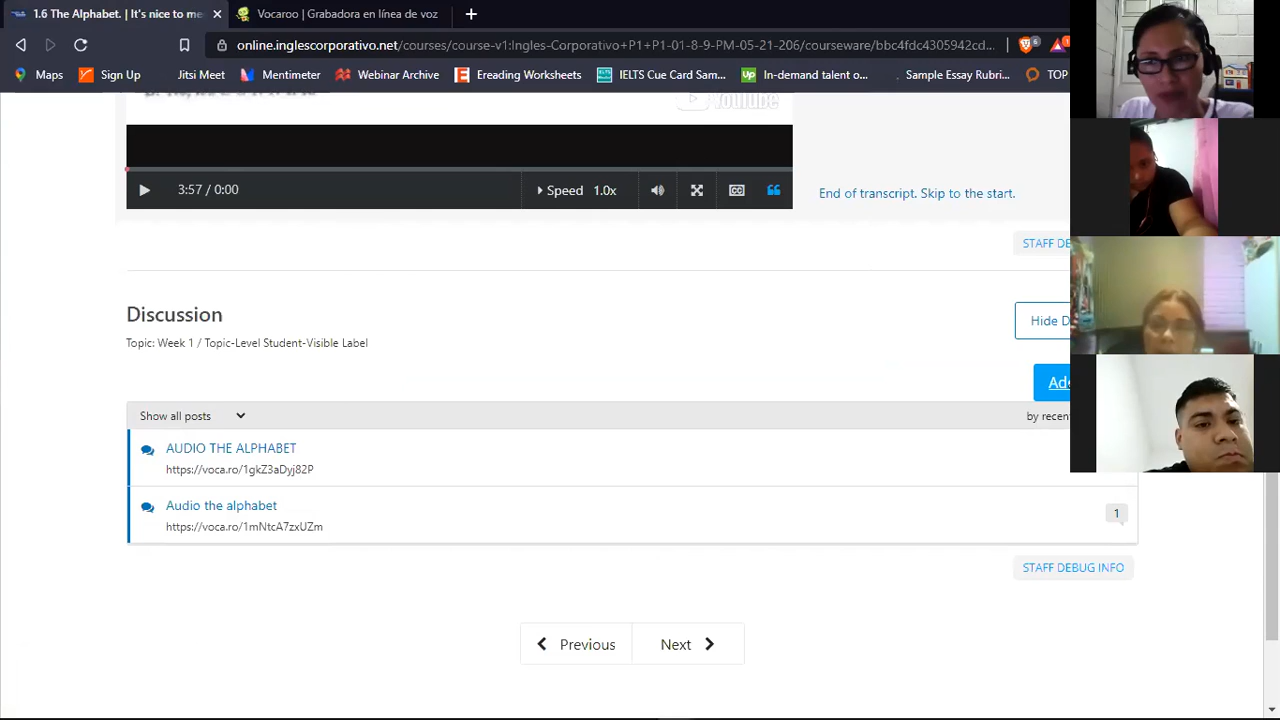 1.6 The Alphabet. | It's nice to me
Vocaroo | Grabadora en línea de voz
online.inglescorporativo.net/courses/course-v1:Ingles-Corporativo+P1+P1-01-8-9-PM-05-21-206/courseware/bbc4fdc4305942cd...
6
Maps
Sign Up
Jitsi Meet
Mentimeter
Webinar Arch
Ereading Worksheets
IELTS Cue Card Sam...
In-demand talent o...
Sample Essay Rubri...
TOP
YouTube
3:57 / 0:00
Speed 1.0x
End of transcript. Skip to the start.
STAFF DE
Discussion
Hide D
Topic: Week 1 / Topic-Level Student-Visible Label
Ad
Show all posts
by recen
AUDIO THE ALPHABET
https://voca.ro/1gkZ3aDyj82P
Audio the alphabet
1
https://voca.ro/1mNtcA7zxUZm
STAFF DEBUG INFO
Previous
Next